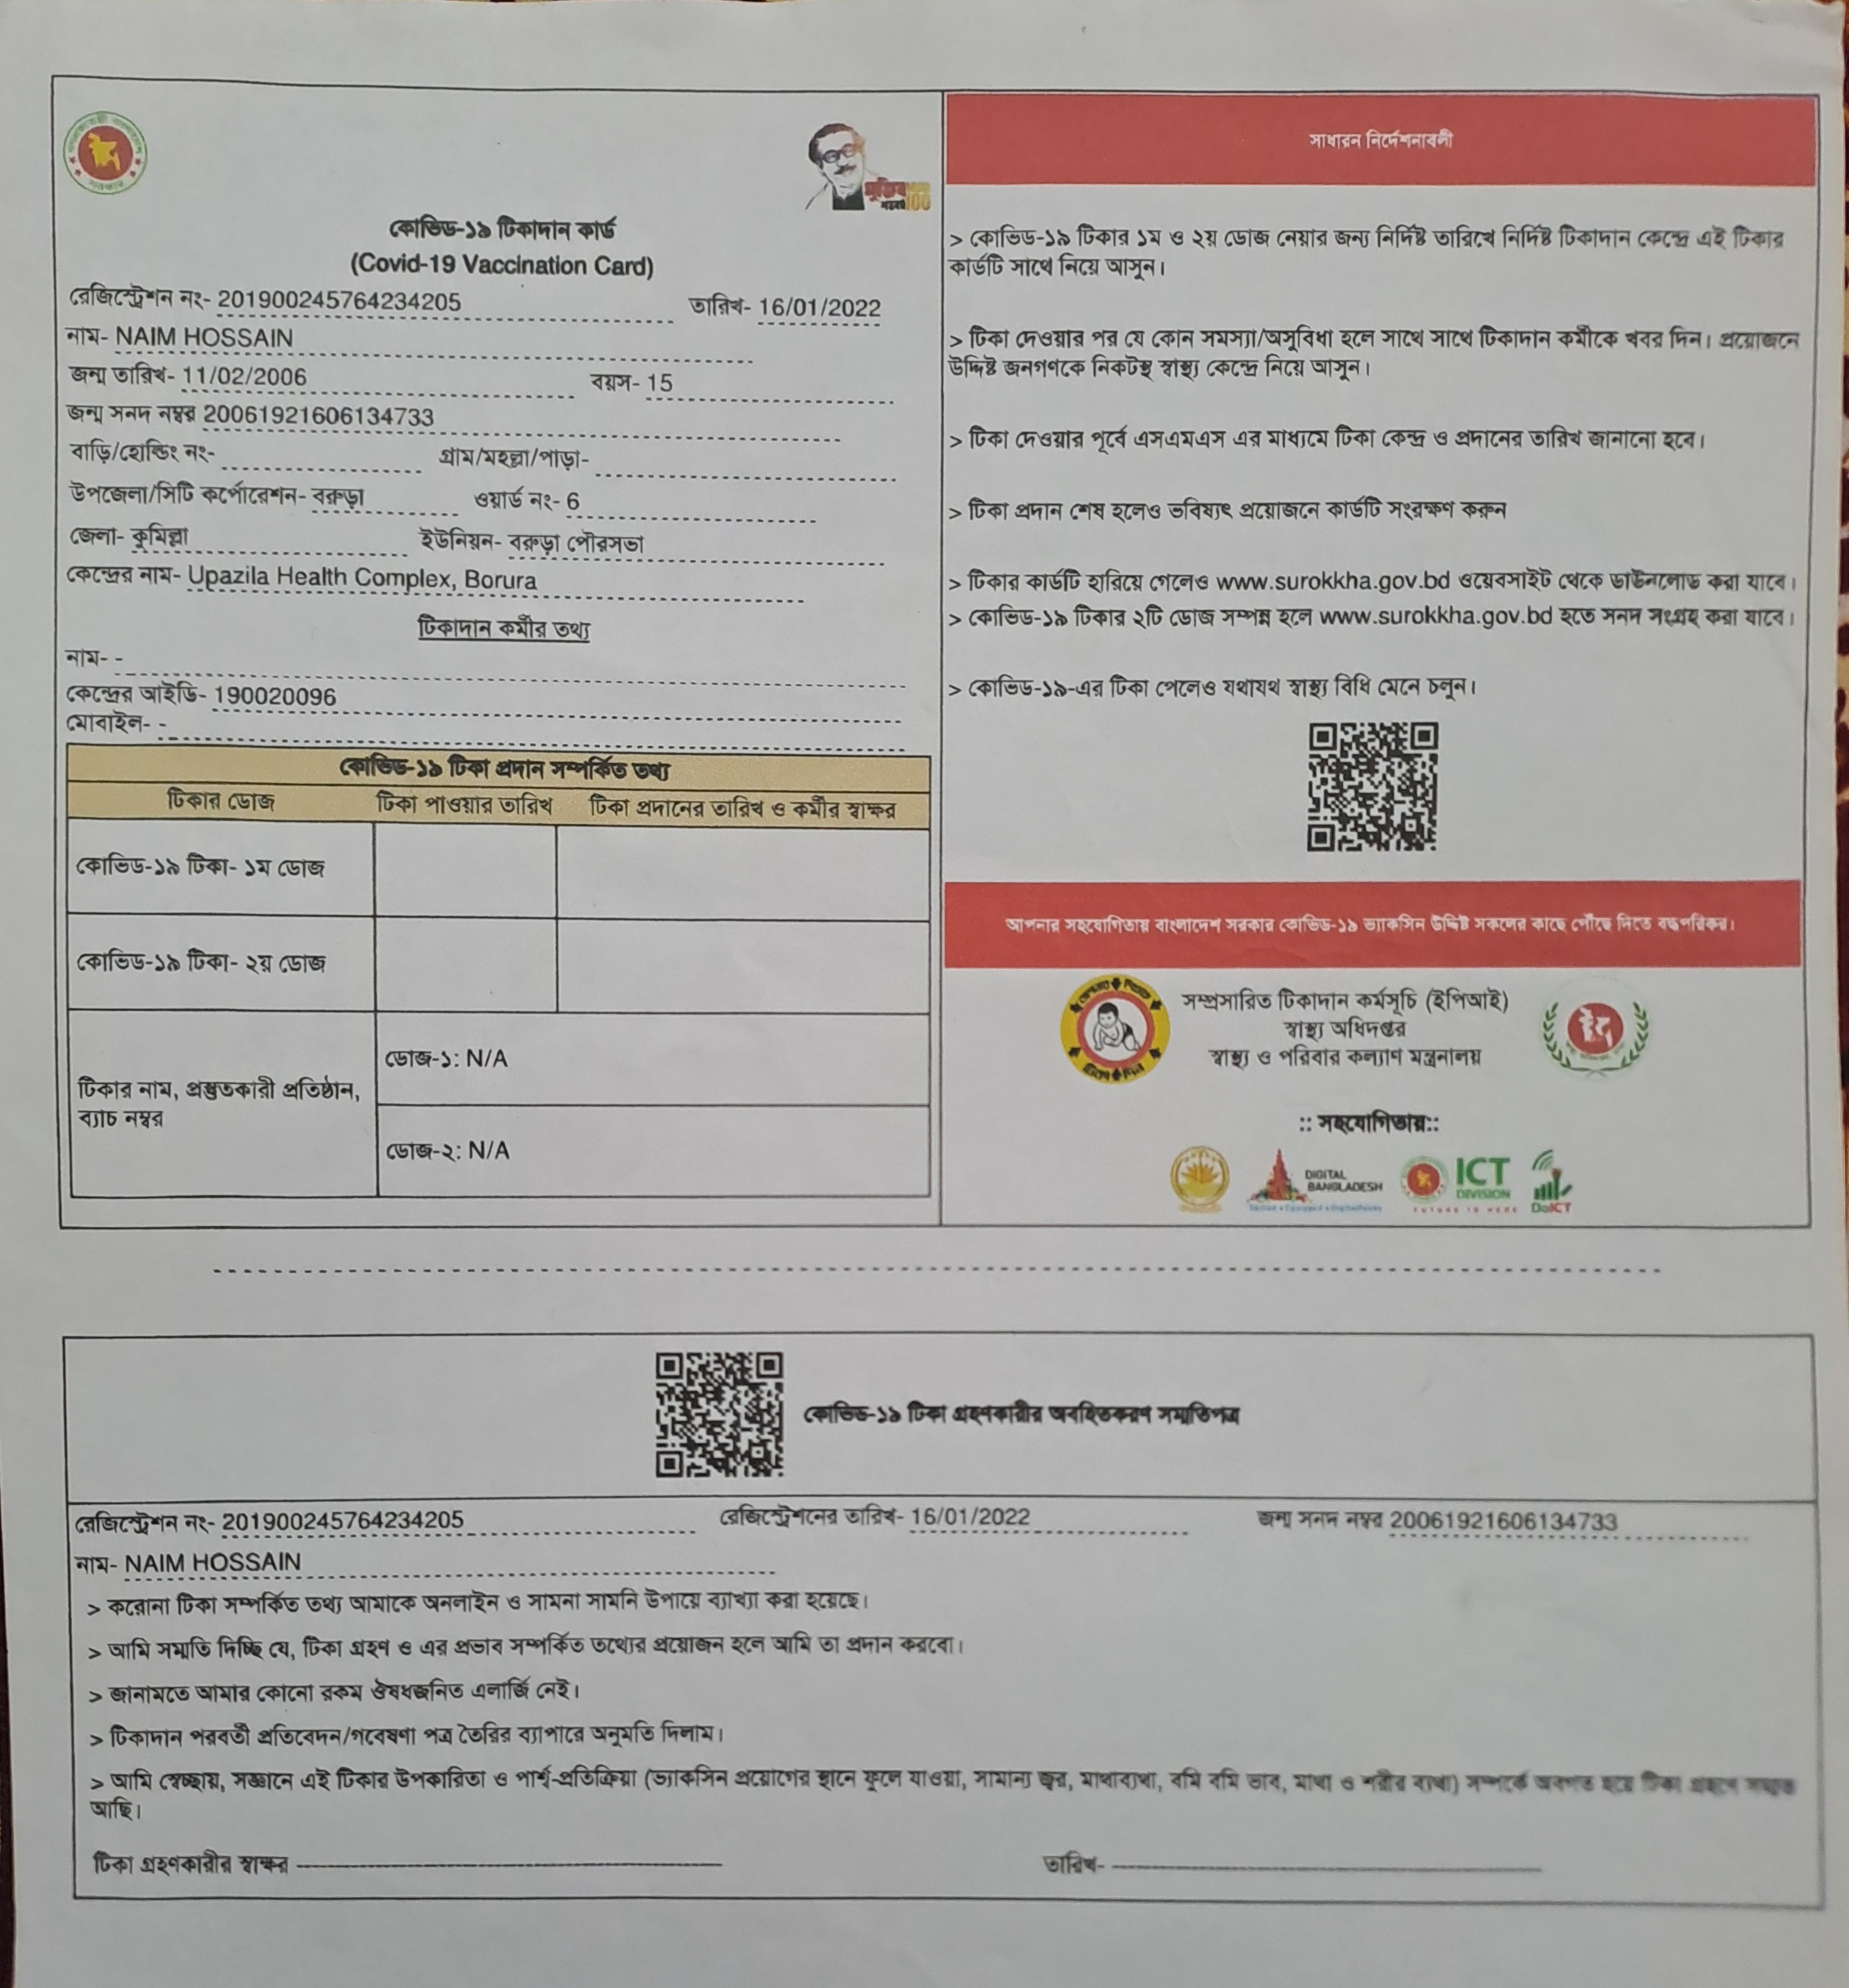 কোভিড-১৯ টিকাদান কার্ড
(Covid-19 Vaccination Card)
রেজিস্ট্রেশন নং- 201900245764234205 তারিখ- 16/01/2022
নাম- NAIM HOSSAIN
জন্ম তারিখ- 11/02/2006 বয়স- 15
জন্ম সনদ নম্বর 20061921606134733
বাড়ি/হোল্ডিং নং- গ্রাম/মহল্লা/পাড়া-
উপজেলা/সিটি কর্পোরেশন- বরুড়া ওয়ার্ড নং- 6
জেলা- কুমিল্লা ইউনিয়ন- বরুড়া পৌরসভা
কেন্দ্রের নাম- Upazila Health Complex, Borura
টিকাদান কর্মীর তথ্য
নাম- -
কেন্দ্রের আইডি- 190020096
মোবাইল- -
কোভিড-১৯ টিকা প্রদান সম্পর্কিত তথ্য
টিকার ডোজ টিকা পাওয়ার তারিখ টিকা প্রদানের তারিখ ও কর্মীর স্বাক্ষর
কোভিড-১৯ টিকা- ১ম ডোজ
কোভিড-১৯ টিকা- ২য় ডোজ
টিকার নাম, প্রস্তুতকারী প্রতিষ্ঠান,
ব্যাচ নম্বর
ডোজ-১: N/A
ডোজ-২: N/A
সাধারন নির্দেশনাবলী
> কোভিড-১৯ টিকার ১ম ও ২য় ডোজ নেয়ার জন্য নির্দিষ্ট তারিখে নির্দিষ্ট টিকাদান কেন্দ্রে এই টিকার
কার্ডটি সাথে নিয়ে আসুন।
> টিকা দেওয়ার পর যে কোন সমস্যা/অসুবিধা হলে সাথে সাথে টিকাদান কর্মীকে খবর দিন। প্রয়োজনে
উদ্দিষ্ট জনগণকে নিকটস্থ স্বাস্থ্য কেন্দ্রে নিয়ে আসুন।
> টিকা দেওয়ার পূর্বে এসএমএস এর মাধ্যমে টিকা কেন্দ্র ও প্রদানের তারিখ জানানো হবে।
> টিকা প্রদান শেষ হলেও ভবিষ্যৎ প্রয়োজনে কার্ডটি সংরক্ষণ করুন
> টিকার কার্ডটি হারিয়ে গেলেও www.surokkha.gov.bd ওয়েবসাইট থেকে ডাউনলোড করা যাবে।
> কোভিড-১৯ টিকার ২টি ডোজ সম্পন্ন হলে www.surokkha.gov.bd হতে সনদ সংগ্রহ করা যাবে।
> কোভিড-১৯-এর টিকা পেলেও যথাযথ স্বাস্থ্য বিধি মেনে চলুন।
আপনার সহযোগিতায় বাংলাদেশ সরকার কোভিড-১৯ ভ্যাকসিন উদ্দিষ্ট সকলের কাছে পৌঁছে দিতে বদ্ধপরিকর।
সম্প্রসারিত টিকাদান কর্মসূচি (ইপিআই)
স্বাস্থ্য অধিদপ্তর
স্বাস্থ্য ও পরিবার কল্যাণ মন্ত্রনালয়
:: সহযোগিতায়::
DIGITAL
BANGLADESH
ICT
DIVISION
FUTURE IS HERE
DoICT
কোভিড-১৯ টিকা গ্রহণকারীর অবহিতকরণ সম্মতিপত্র
রেজিস্ট্রেশন নং- 201900245764234205 রেজিস্ট্রেশনের তারিখ- 16/01/2022 জন্ম সনদ নম্বর 20061921606134733
নাম- NAIM HOSSAIN
> করোনা টিকা সম্পর্কিত তথ্য আমাকে অনলাইন ও সামনা সামনি উপায়ে ব্যাখ্যা করা হয়েছে।
> আমি সম্মতি দিচ্ছি যে, টিকা গ্রহণ ও এর প্রভাব সম্পর্কিত তথ্যের প্রয়োজন হলে আমি তা প্রদান করবো।
> জানামতে আমার কোনো রকম ঔষধজনিত এলার্জি নেই।
> টিকাদান পরবর্তী প্রতিবেদন/গবেষণা পত্র তৈরির ব্যাপারে অনুমতি দিলাম।
> আমি স্বেচ্ছায়, সজ্ঞানে এই টিকার উপকারিতা ও পার্শ্ব-প্রতিক্রিয়া (ভ্যাকসিন প্রয়োগের স্থানে ফুলে যাওয়া, সামান্য জ্বর, মাথাব্যথা, বমি বমি ভাব, মাথা ও শরীর ব্যথা) সম্পর্কে অবগত হয়ে টিকা গ্রহণে সম্মত
আছি।
টিকা গ্রহণকারীর স্বাক্ষর তারিখ-